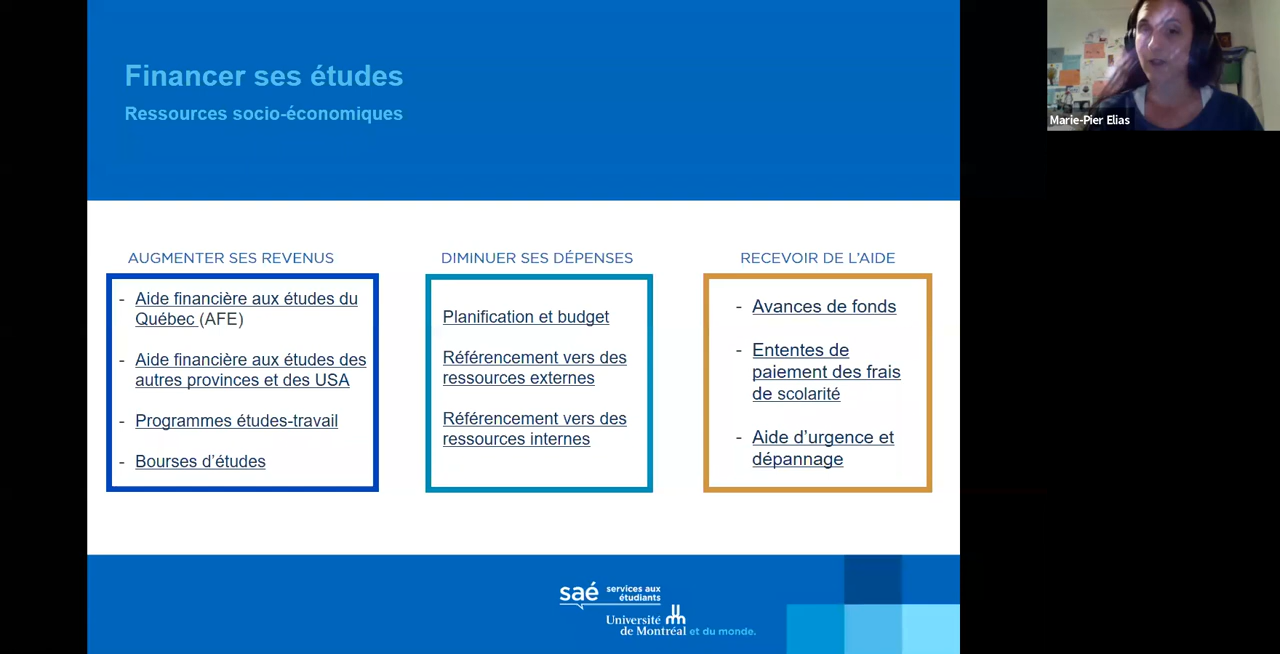 Financer ses études
Ressources socio-économiques
Marie-Pier Elias
AUGMENTER SES REVENUS
- Aide financière aux études du
Québec (AFE)
- Aide financière aux études des
autres provinces et des USA
- Programmes études-travail
- Bourses d'études
DIMINUER SES DÉPENSES
Planification et budget
Référencement vers des
ressources externes
Référencement vers des
ressources internes
RECEVOIR DE L'AIDE
- Avances de fonds
- Ententes de
paiement des frais
de scolarité
- Aide d'urgence et
dépannage
saé services aux
étudiants
Université
de Montréal et du monde.